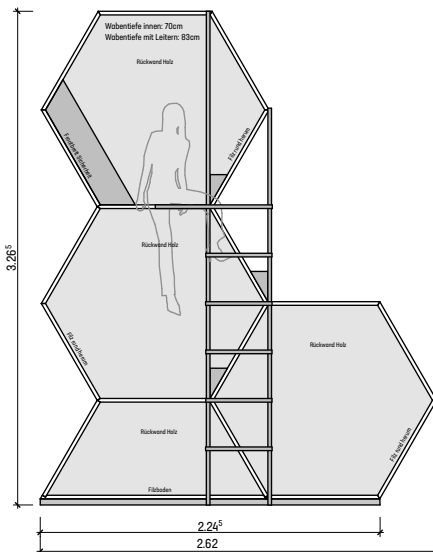 Wabentiefe innen: 70cm
Wabentiefe mit Leitern: 83cm
Rückwand Holz
Filz rund herum
Rückwand Holz
3.26⁵
Rückwand Holz
Filz rund herum
Rückwand Holz
Filz rund herum
Filzboden
2.24⁵
2.62